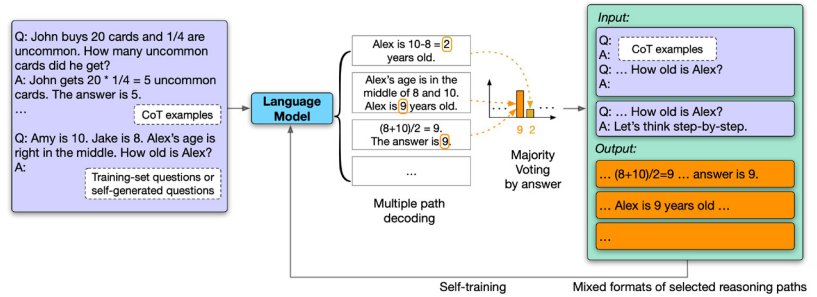 Q: John buys 20 cards and 1/4 are
uncommon. How many uncommon
cards did he get?
A: John gets 20 * 1/4 = 5 uncommon
cards. The answer is 5.
...
CoT examples
Q: Amy is 10. Jake is 8. Alex's age is
right in the middle. How old is Alex?
A:
Training-set questions or
self-generated questions
Language
Model
Alex is 10-8 = 2
years old.
Alex's age is in the
middle of 8 and 10.
Alex is 9 years old.
(8+10)/2 = 9.
The answer is 9.
...
Multiple path
decoding
9 2
Majority
Voting
by answer
Input:
Q:
A:
CoT examples
Q: ... How old is Alex?
A:
Q: ... How old is Alex?
A: Let's think step-by-step.
Output:
... (8+10)/2=9 ... answer is 9.
... Alex is 9 years old ...
...
Self-training
Mixed formats of selected reasoning paths